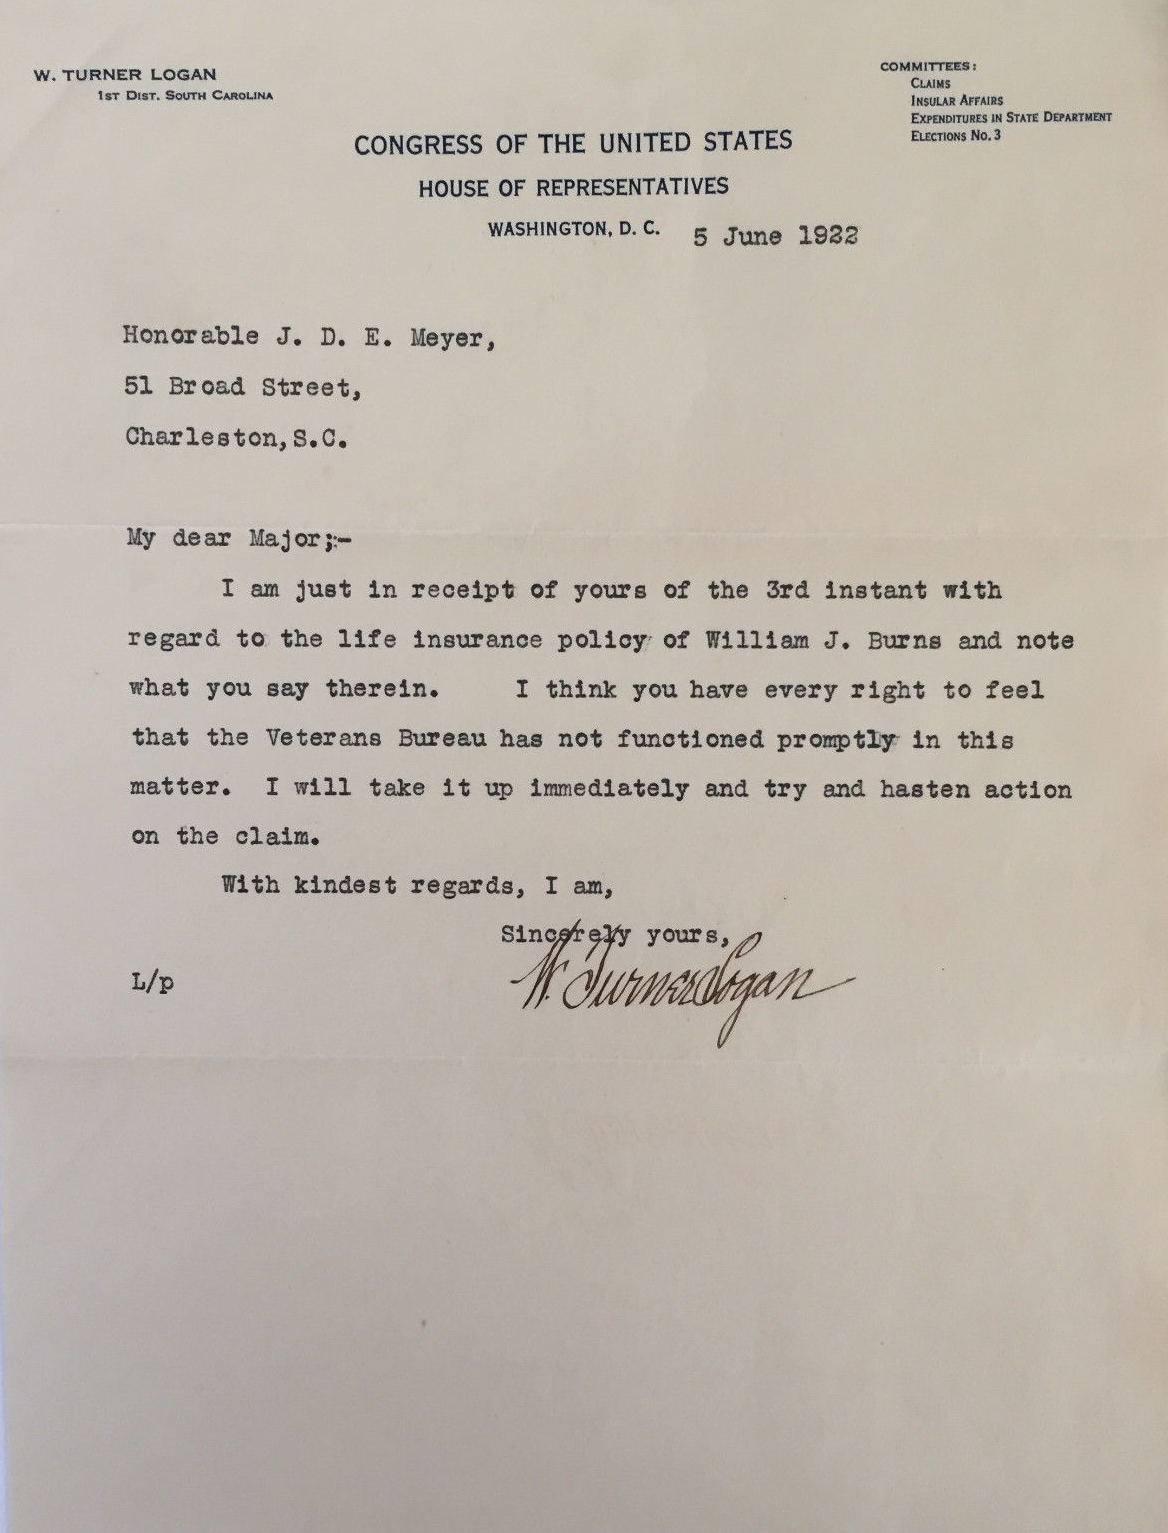 W. TURNER LOGAN
1ST DIST. SOUTH CAROLINA
COMMITTEES:
CLAIMS
INSULAR AFFAIRS
EXPENDITURES IN STATE DEPARTMENT
ELECTIONS No. 3
CONGRESS OF THE UNITED STATES
HOUSE OF REPRESENTATIVES
WASHINGTON, D. C. 5 June 1922
Honorable J. D. E. Meyer,
51 Broad Street,
Charleston,S.C.
My dear Major;:-
I am just in receipt of yours of the 3rd instant with
regard to the life insurance policy of William J. Burns and note
what you say therein. I think you have every right to feel
that the Veterans Bureau has not functioned promptly in this
matter. I will take it up immediately and try and hasten action
on the claim.
With kindest regards, I am,
Sincerely yours,
W. Turner Logan
L/p